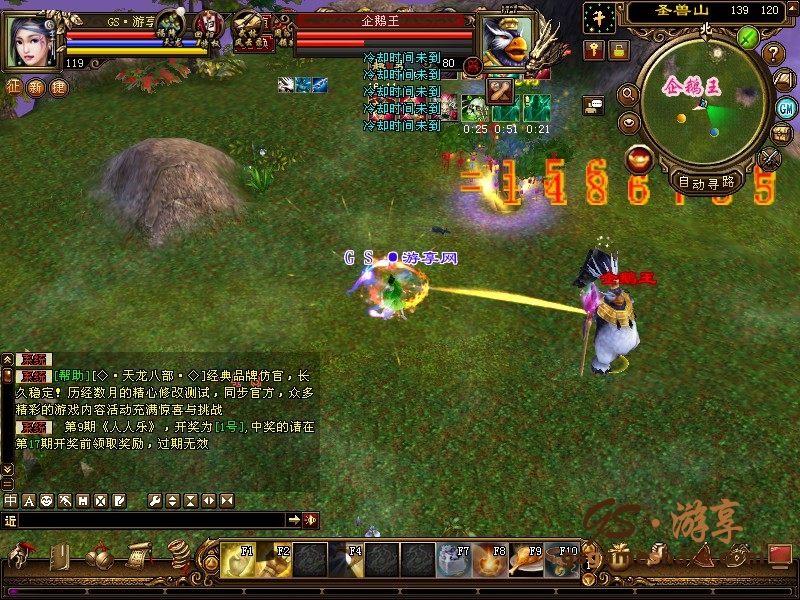 GS·游享
企鹅王
圣兽山 139 120
北
119
80
征 新 捷
冷却时间未到
冷却时间未到
冷却时间未到
冷却时间未到
冷却时间未到
0:25 0:51 0:21
企鹅王
GM
自动寻路
GS●游享网
企鹅王
系统
系统 [帮助][◇·天龙八部·◇]经典品牌仿官，长
久稳定！历经数月的精心修改测试，同步官方，众多
精彩的游戏内容活动充满惊喜与挑战
系统 第9期《人人乐》，开奖为[1号],中奖的请在
第17期开奖前领取奖励，过期无效
中 A
近
GS·游享
F1 F2 F4 F7 F8 F9 F10